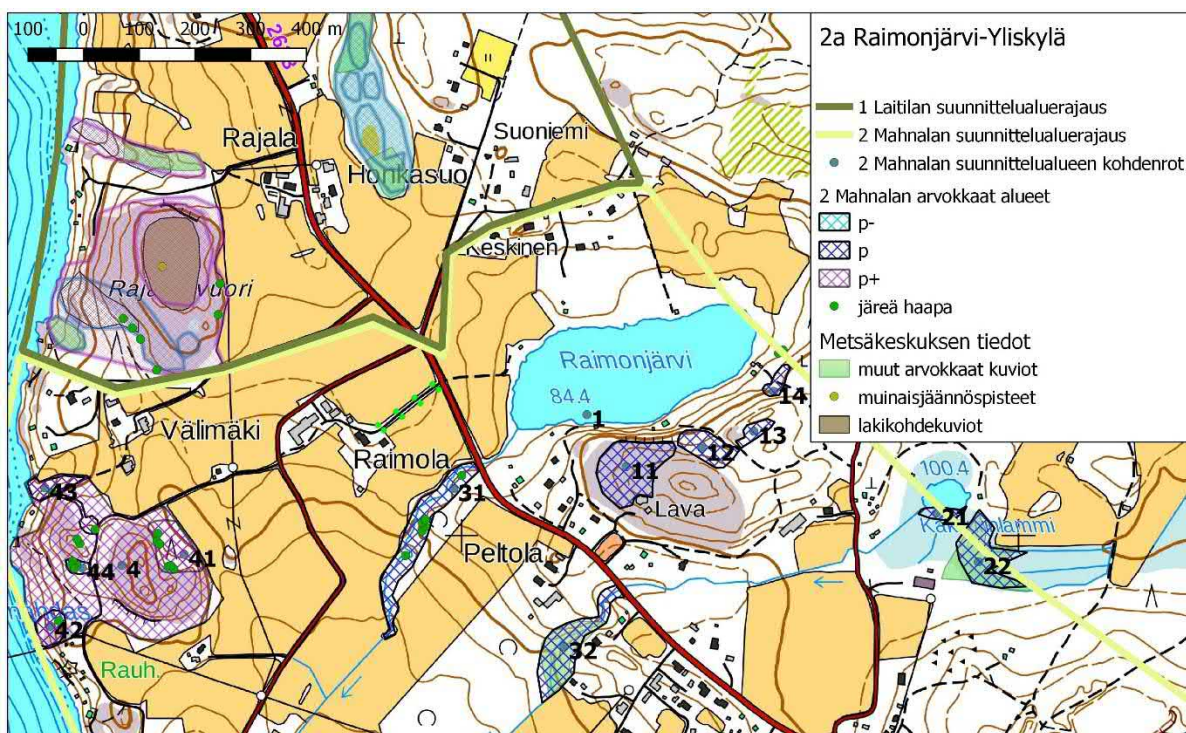 2a Raimonjärvi-Yliskylä
100 0 100 200 300 400 m
1 Laitilan suunnittelualuerajaus
2 Mahnalan suunnittelualuerajaus
2 Mahnalan suunnittelualueen kohdenrot
2 Mahnalan arvokkaat alueet
p-
p
p+
järeä haapa
Metsäkeskuksen tiedot
muut arvokkaat kuviot
muinaisjäännöspisteet
lakikohdekuviot
Suoniemi
Rajala
Honkasuo
Keskinen
Raimonjärvi
84.4
1
14
Välimäki
13
12
Raimola
11
100.4
43
31
Lava
21
Peltola
41
44
4
22
42
32
Rauh.